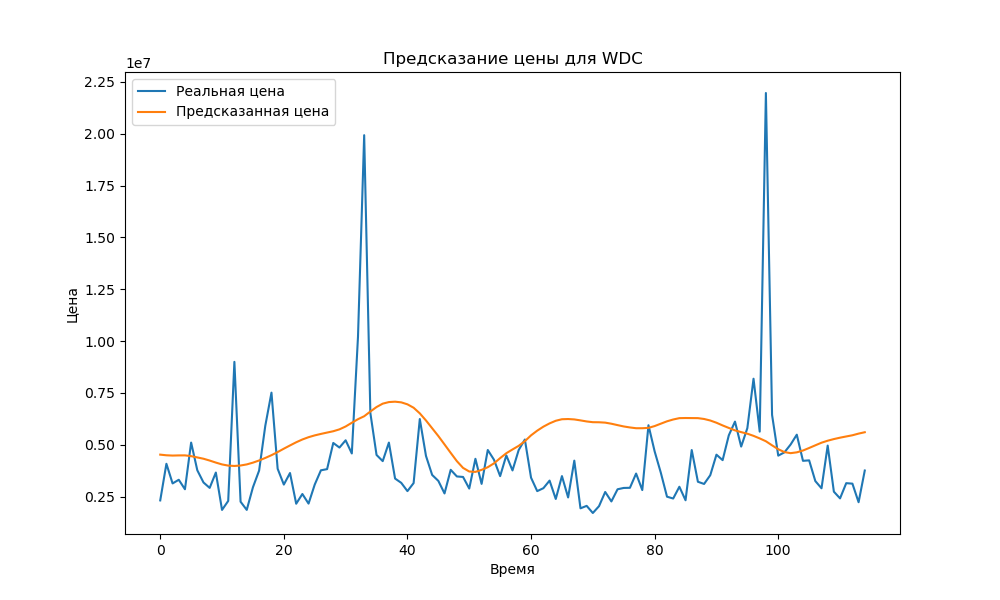 Предсказание цены для WDC
1e7
Реальная цена
Предсказанная цена
2.25
2.00
1.75
1.50
1.25
1.00
0.75
0.50
0.25
Цена
0 20 40 60 80 100
Время